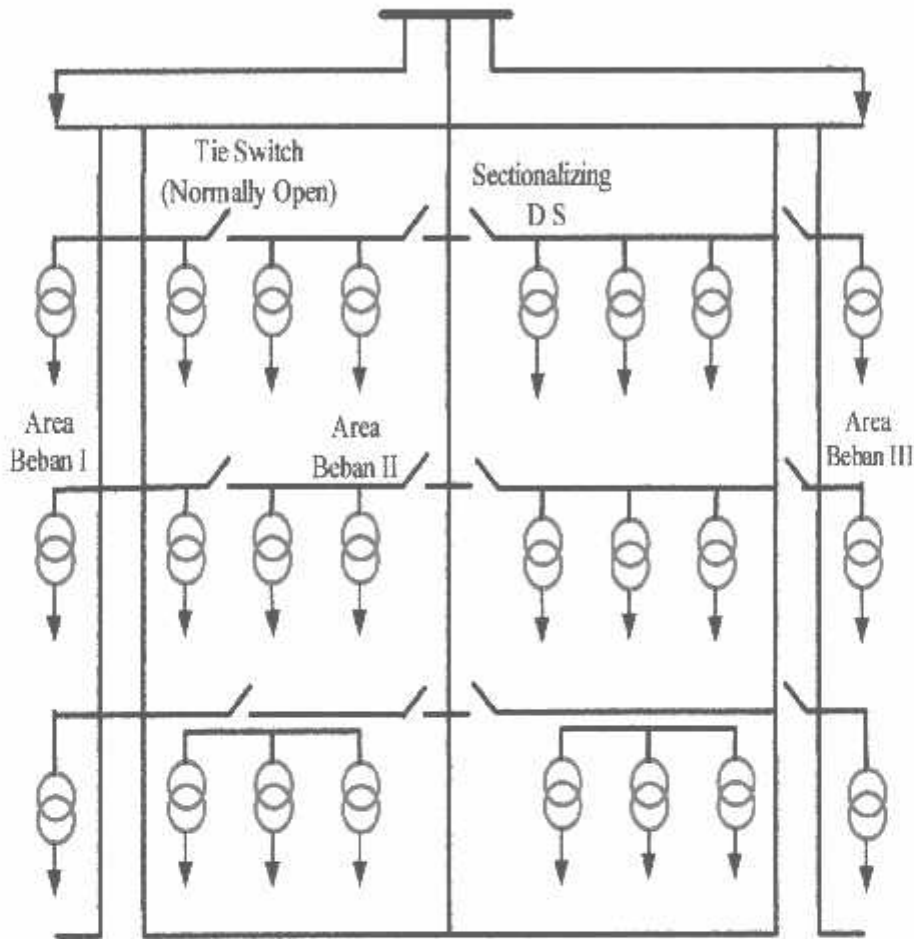 Tie Switch
(Normally Open)
Sectionalizing
D S
Area
Beban I
Area
Beban II
Area
Beban III